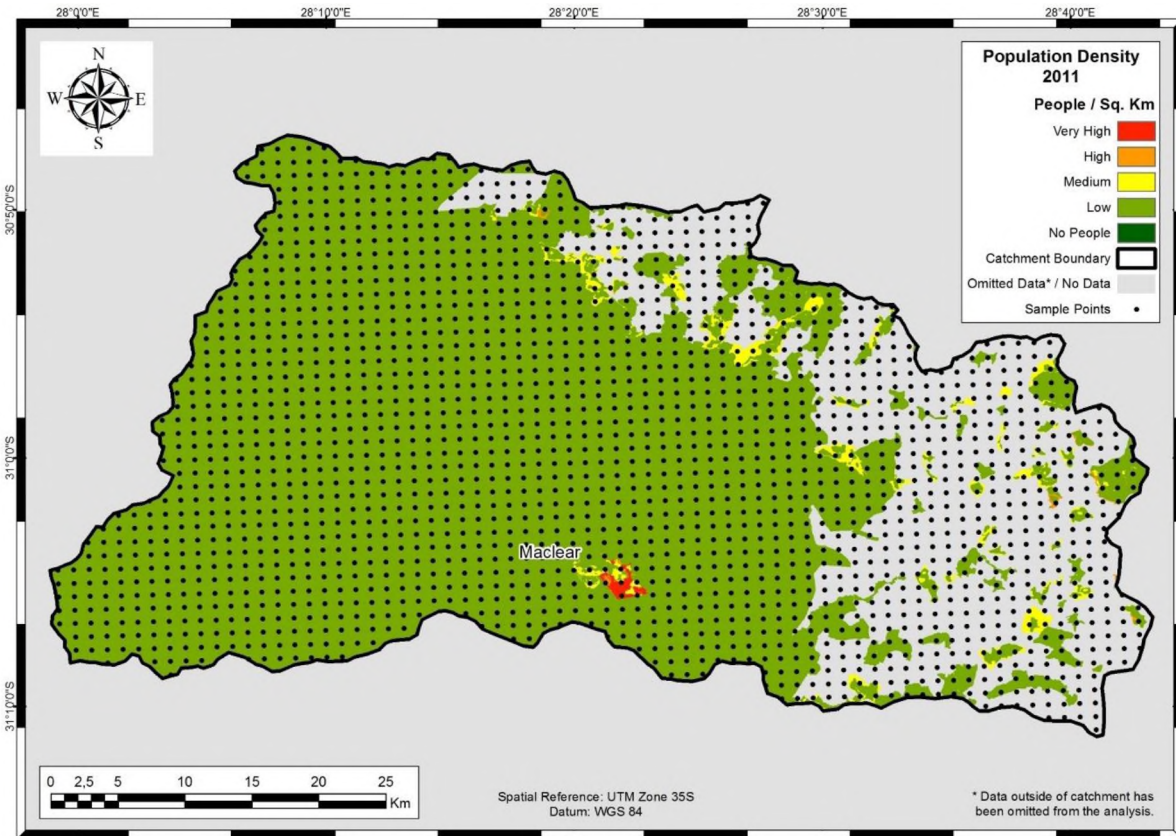 28°0'0"E
28°10'0"E
28°20'0"E
28°30'0"E
28°40'0"E
N
W
E
S
Population Density
2011
People / Sq. Km
Very High
High
Medium
Low
No People
Catchment Boundary
Omitted Data* / No Data
Sample Points
30°50'0"S
31°0'0"S
31°10'0"S
Maclear
0 2,5 5 10 15 20 25
Km
Spatial Reference: UTM Zone 35S
Datum: WGS 84
* Data outside of catchment has
been omitted from the analysis.